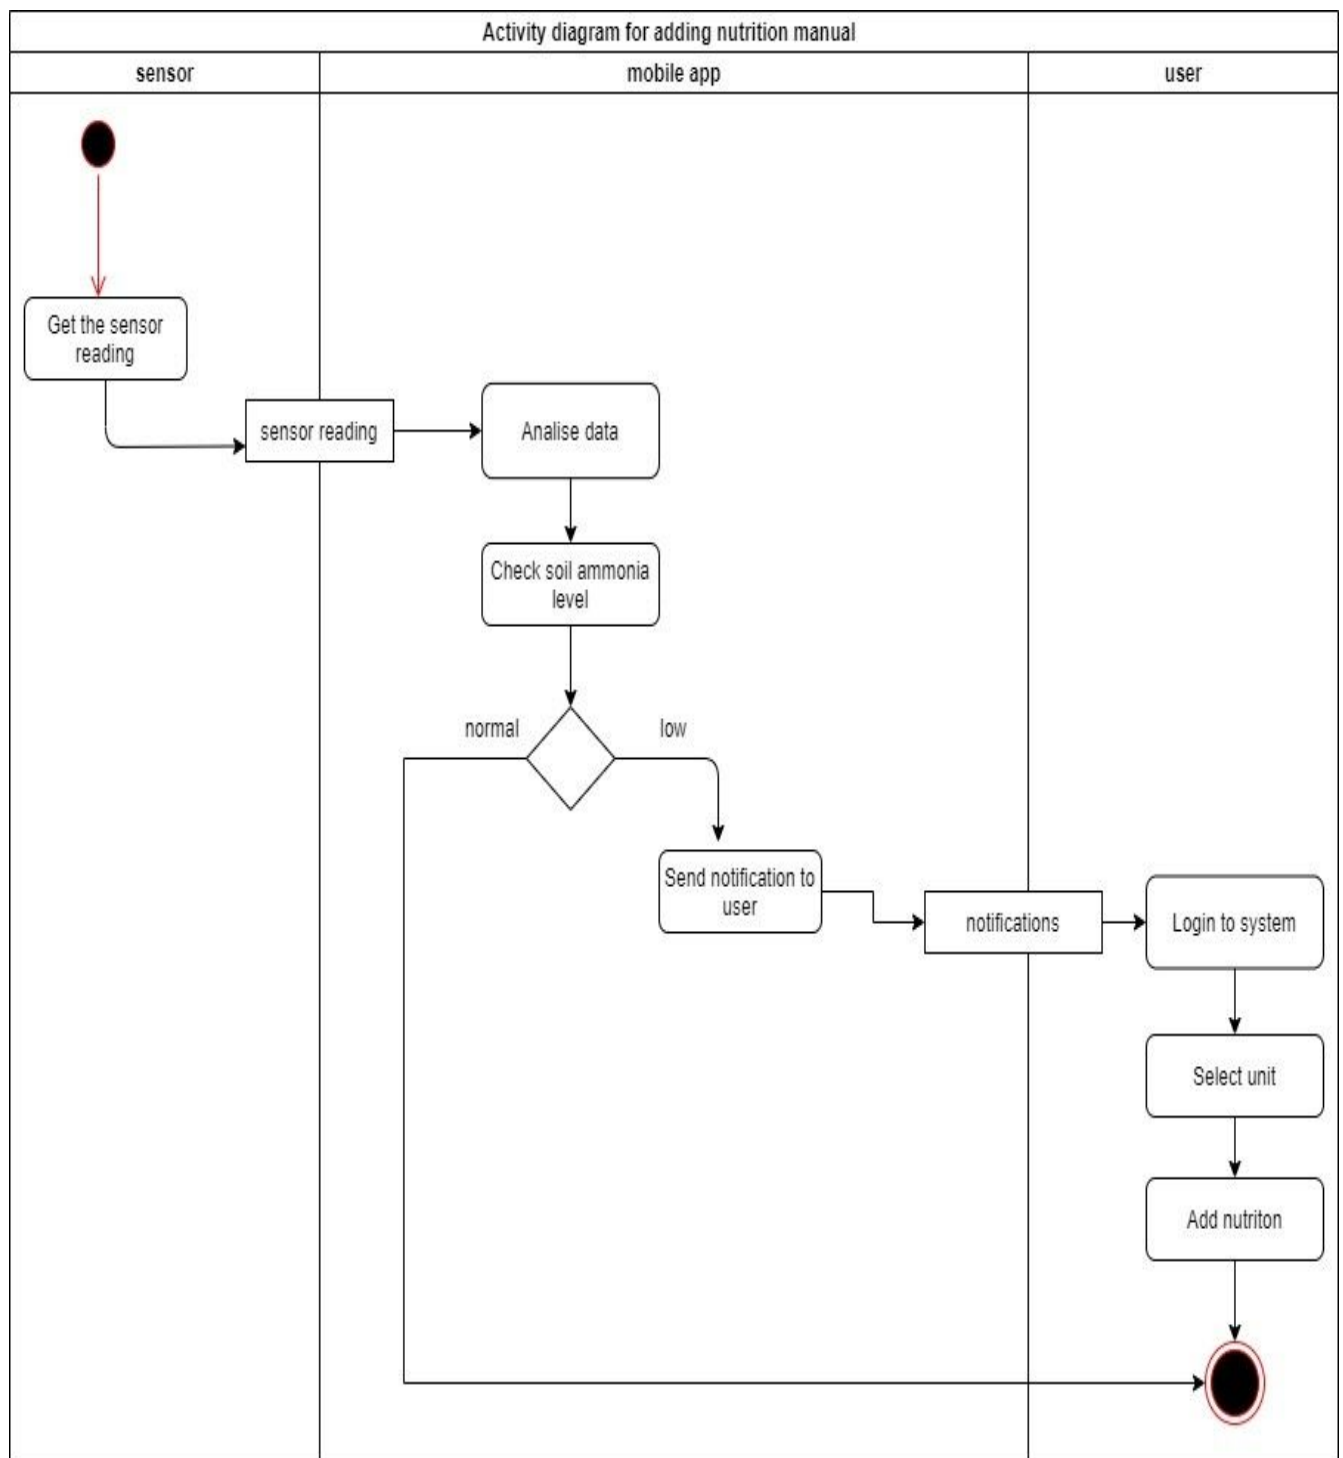 Activity diagram for adding nutrition manual
sensor
mobile app
user
Get the sensor
reading
sensor reading
Analise data
Check soil ammonia
level
normal
low
Send notification to
user
notifications
Login to system
Select unit
Add nutriton